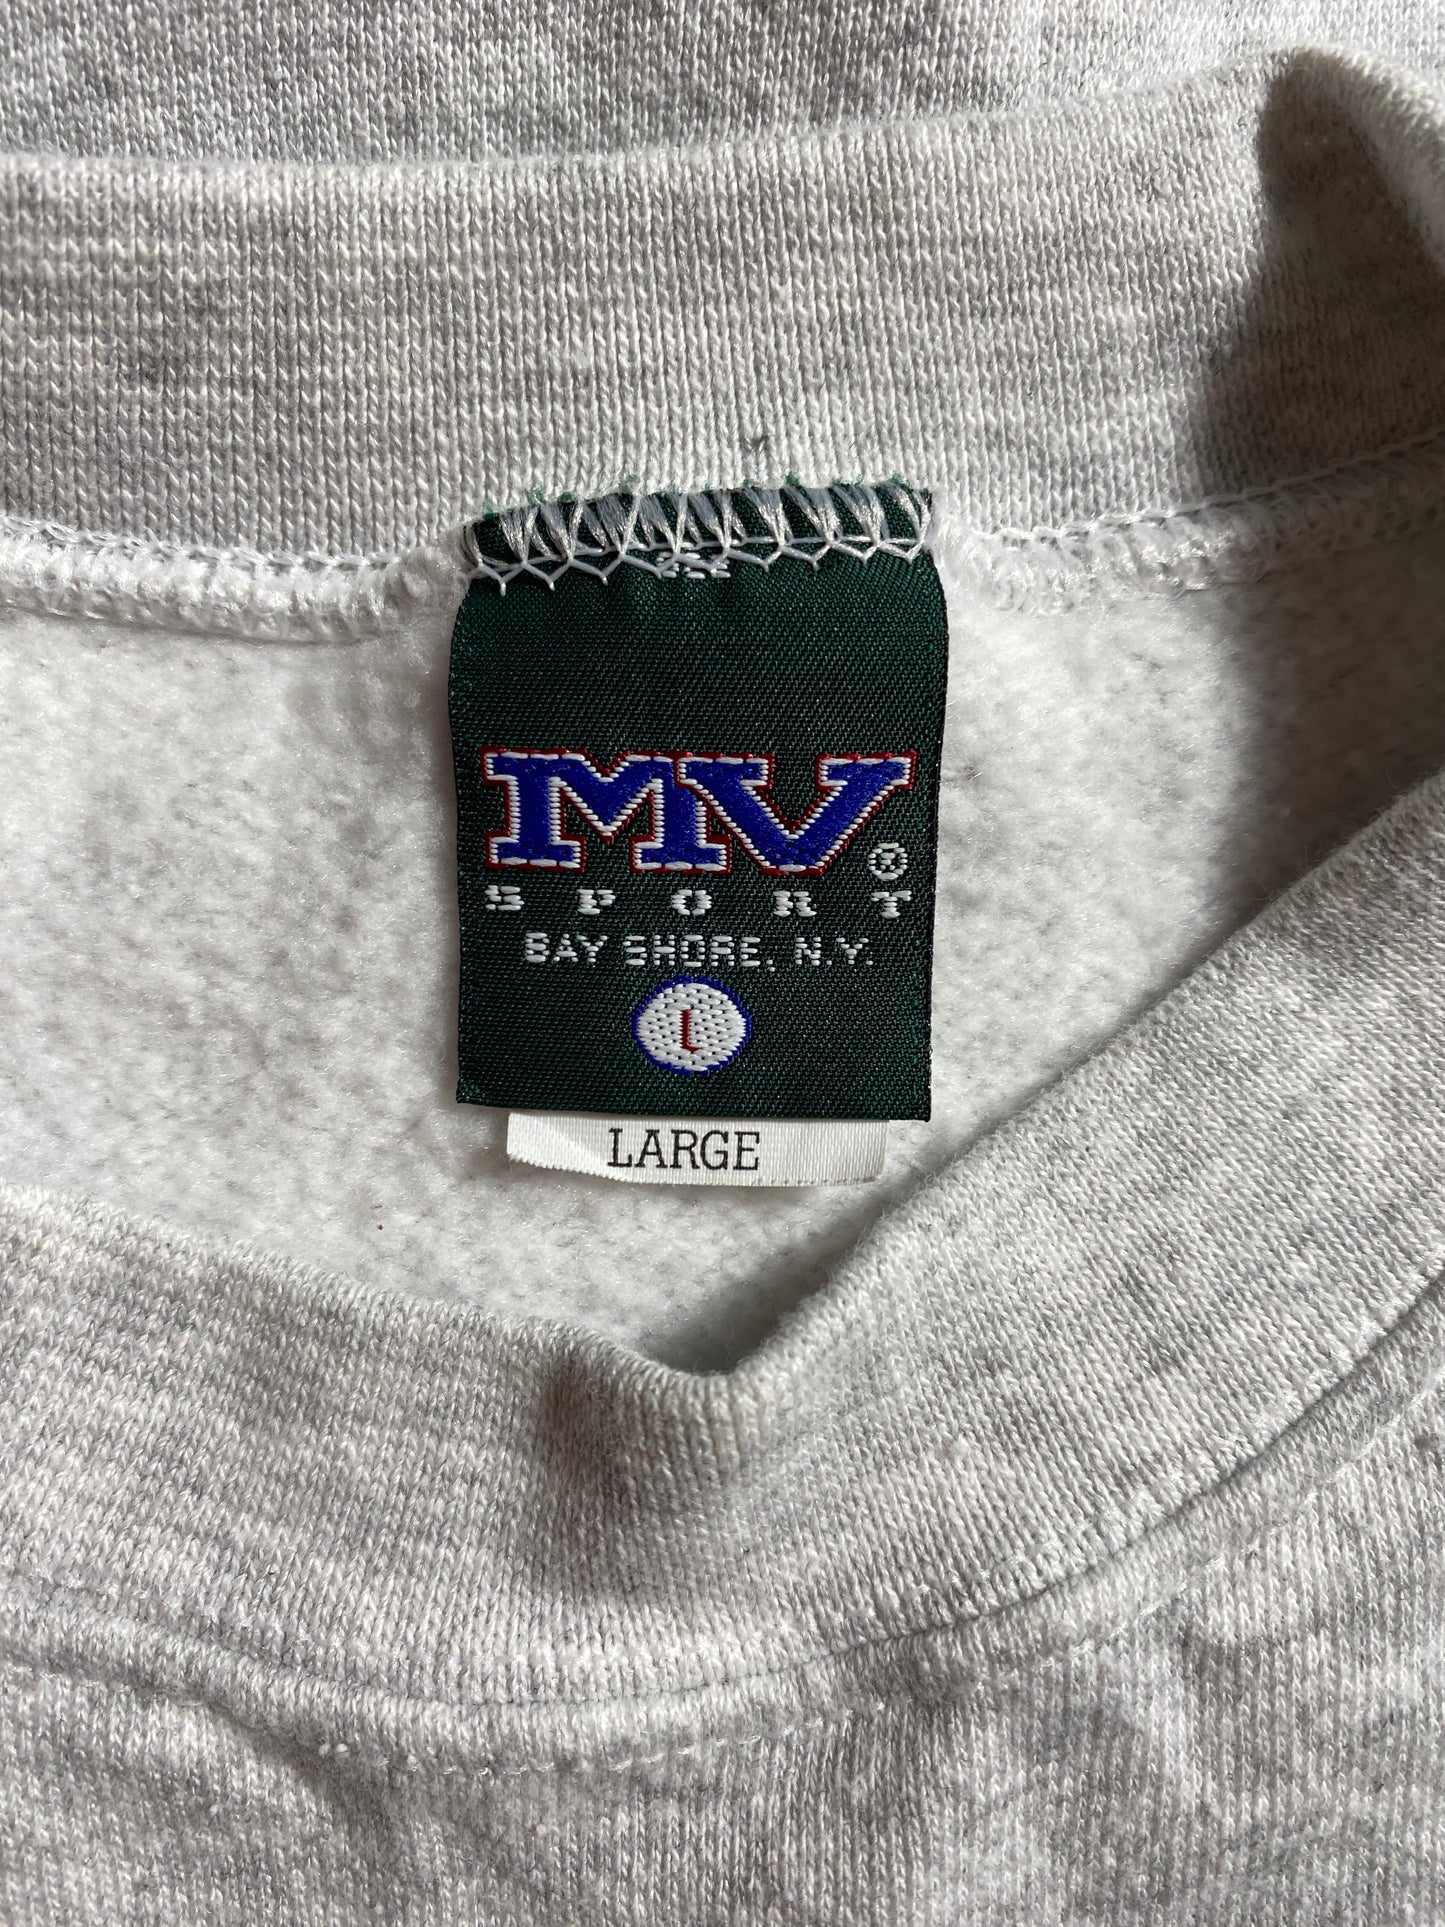 MV®
SPORT
BAY SHORE, N.Y.
L
LARGE